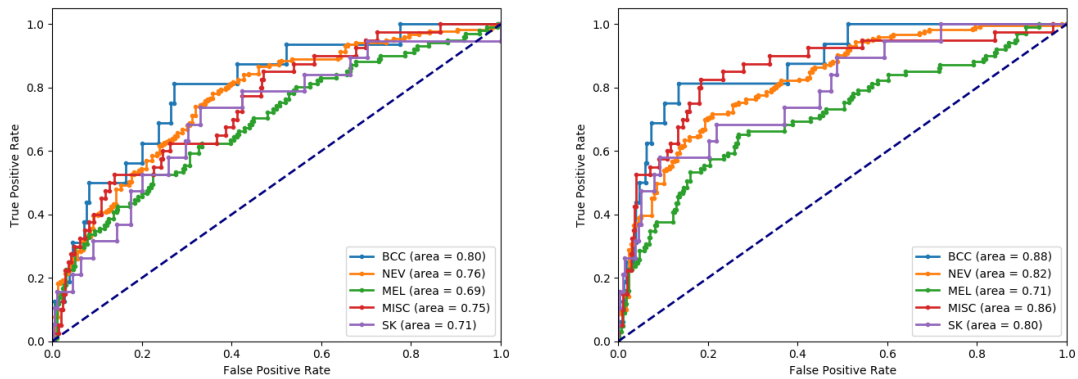 1.0
0.8
0.6
0.4
0.2
0.0
True Positive Rate
0.0 0.2 0.4 0.6 0.8 1.0
False Positive Rate
BCC (area = 0.80)
NEV (area = 0.76)
MEL (area = 0.69)
MISC (area = 0.75)
SK (area = 0.71)
1.0
0.8
0.6
0.4
0.2
0.0
True Positive Rate
0.0 0.2 0.4 0.6 0.8 1.0
False Positive Rate
BCC (area = 0.88)
NEV (area = 0.82)
MEL (area = 0.71)
MISC (area = 0.86)
SK (area = 0.80)